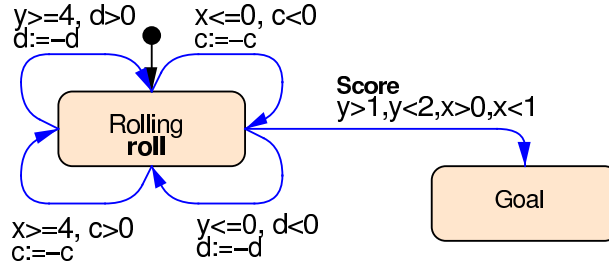 y>=4, d>0
d:=–d
x<=0, c<0
c:=–c
Score
y>1,y<2,x>0,x<1
Rolling
roll
Goal
x>=4, c>0
c:=–c
y<=0, d<0
d:=–d